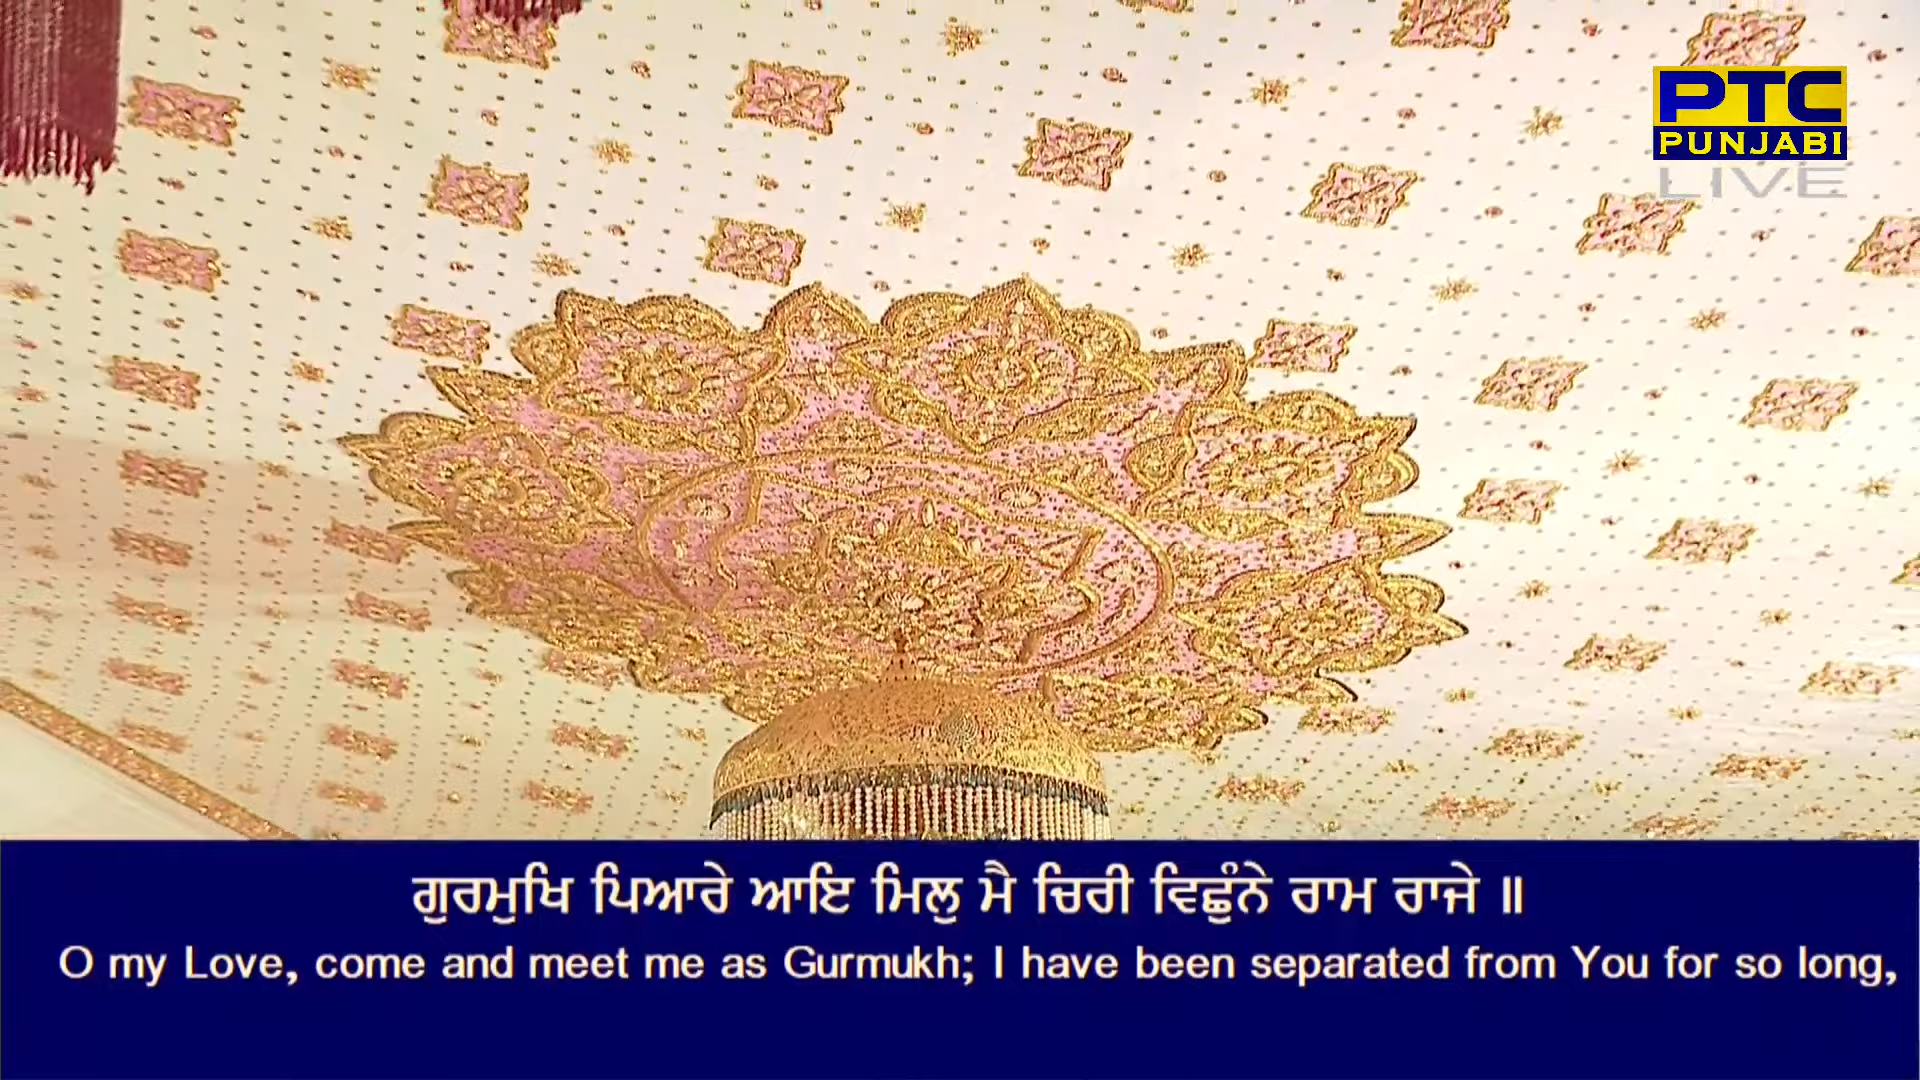 PTC
PUNJABI
LIVE
ਗੁਰਮੁਖਿ ਪਿਆਰੇ ਆਇ ਮਿਲੁ ਮੈ ਚਿਰੀ ਵਿਛੁੰਨੇ ਰਾਮ ਰਾਜੇ ॥
O my Love, come and meet me as Gurmukh; I have been separated from You for so long,